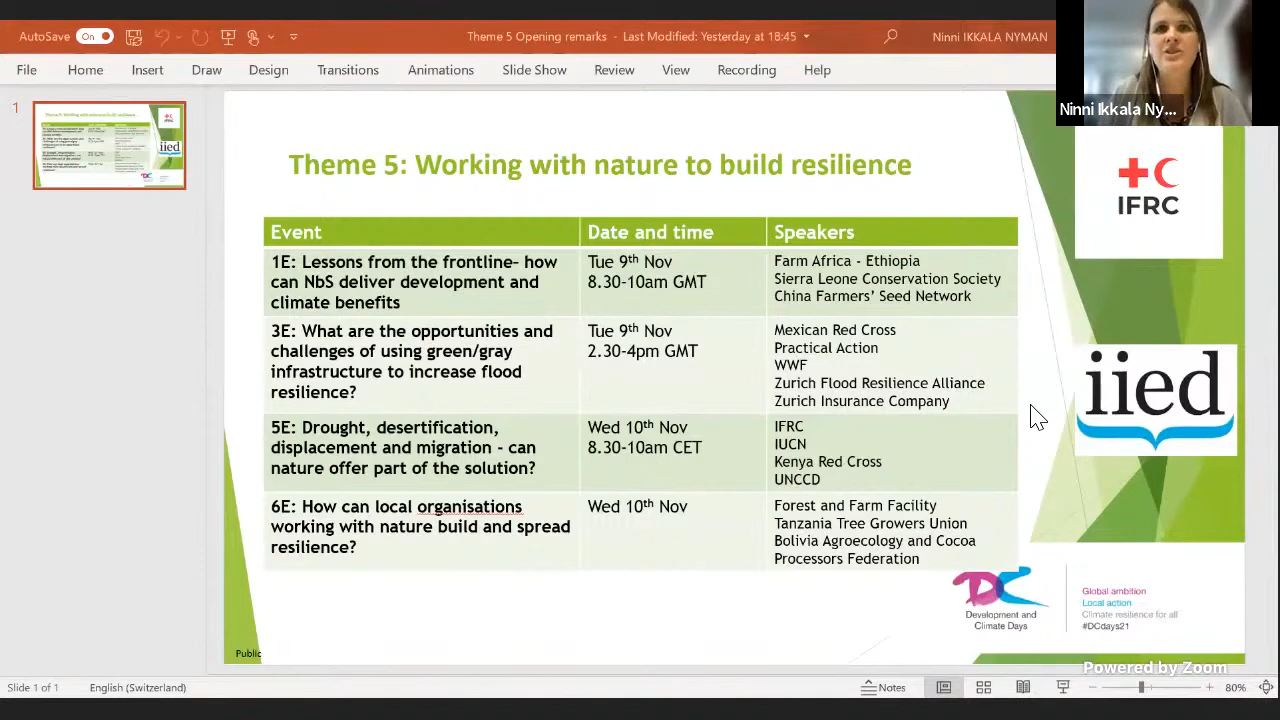 AutoSave On
Theme 5 Opening remarks • Last Modified: Yesterday at 18:45
Ninni IKKALA NYMAN
File Home Insert Draw Design Transitions Animations Slide Show Review View Recording Help
Ninni Ikkala Ny...
1
Theme 5: Working with nature to build resilience
IFRC
iied
Event Date and time Speakers
1E: Lessons from the frontline– how
can NbS deliver development and
climate benefits
Tue 9th Nov
8.30-10am GMT
Farm Africa - Ethiopia
Sierra Leone Conservation Society
China Farmers' Seed Network
3E: What are the opportunities and
challenges of using green/gray
infrastructure to increase flood
resilience?
Tue 9th Nov
2.30-4pm GMT
Mexican Red Cross
Practical Action
WWF
Zurich Flood Resilience Alliance
Zurich Insurance Company
5E: Drought, desertification,
displacement and migration - can
nature offer part of the solution?
Wed 10th Nov
8.30-10am CET
IFRC
IUCN
Kenya Red Cross
UNCCD
6E: How can local organisations
working with nature build and spread
resilience?
Wed 10th Nov
Forest and Farm Facility
Tanzania Tree Growers Union
Bolivia Agroecology and Cocoa
Processors Federation
DC
Development and
Climate Days
Global ambition
Local action
Climate resilience for all
#DCdays21
Public
Powered by Zoom
Slide 1 of 1 English (Switzerland) Notes 80%